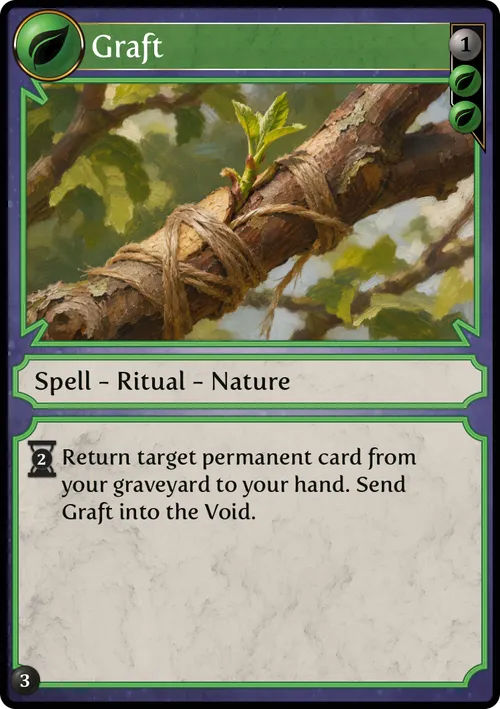 Graft
1
Spell – Ritual – Nature
2 Return target permanent card from
your graveyard to your hand. Send
Graft into the Void.
3